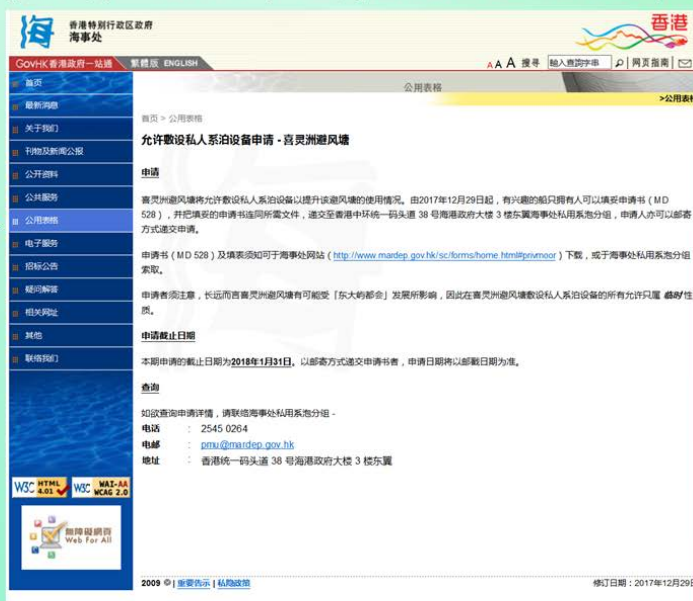 香港特别行政区政府
海事处
香港
GovHK香港政府一站通 繁體版 ENGLISH
A A A 搜寻 輸入查詢字串 网页指南
公用表格
>公用表格
首页
最新消息
关于我们
刊物及新闻公报
公开资料
公共服务
公用表格
电子服务
招标公告
疑问解答
相关网址
其他
联络我们
首页 > 公用表格
允许敷设私人系泊设备申请 - 喜灵洲避风塘
申请
喜灵洲避风塘将允许敷设私人系泊设备以提升该避风塘的使用情况。由2017年12月29日起，有兴趣的船只拥有人可以填妥申请书（MD
528），并把填妥的申请书连同所需文件，递交至香港中环统一码头道 38 号海港政府大楼 3 楼东翼海事处私用系泡分组，申请人亦可以邮寄
方式递交申请。
申请书（MD 528）及填表须知可于海事处网站（http://www.mardep.gov.hk/sc/forms/home.html#privmoor）下载，或于海事处私用系泡分组
索取。
申请者须注意，长远而言喜灵洲避风塘有可能受「东大屿都会」发展所影响，因此在喜灵洲避风塘敷设私人系泊设备的所有允许只属 临时性
质。
申请截止日期
本期申请的截止日期为2018年1月31日。以邮寄方式递交申请书者，申请日期将以邮戳日期为准。
查询
如欲查询申请详情，请联络海事处私用系泡分组 -
电话 : 2545 0264
电邮 : pmu@mardep.gov.hk
地址 : 香港统一码头道 38 号海港政府大楼 3 楼东翼
W3C HTML 4.01 W3C WAI-AA WCAG 2.0
無障礙網頁
Web For All
2009 © | 重要告示 | 私隐政策
修订日期：2017年12月29日